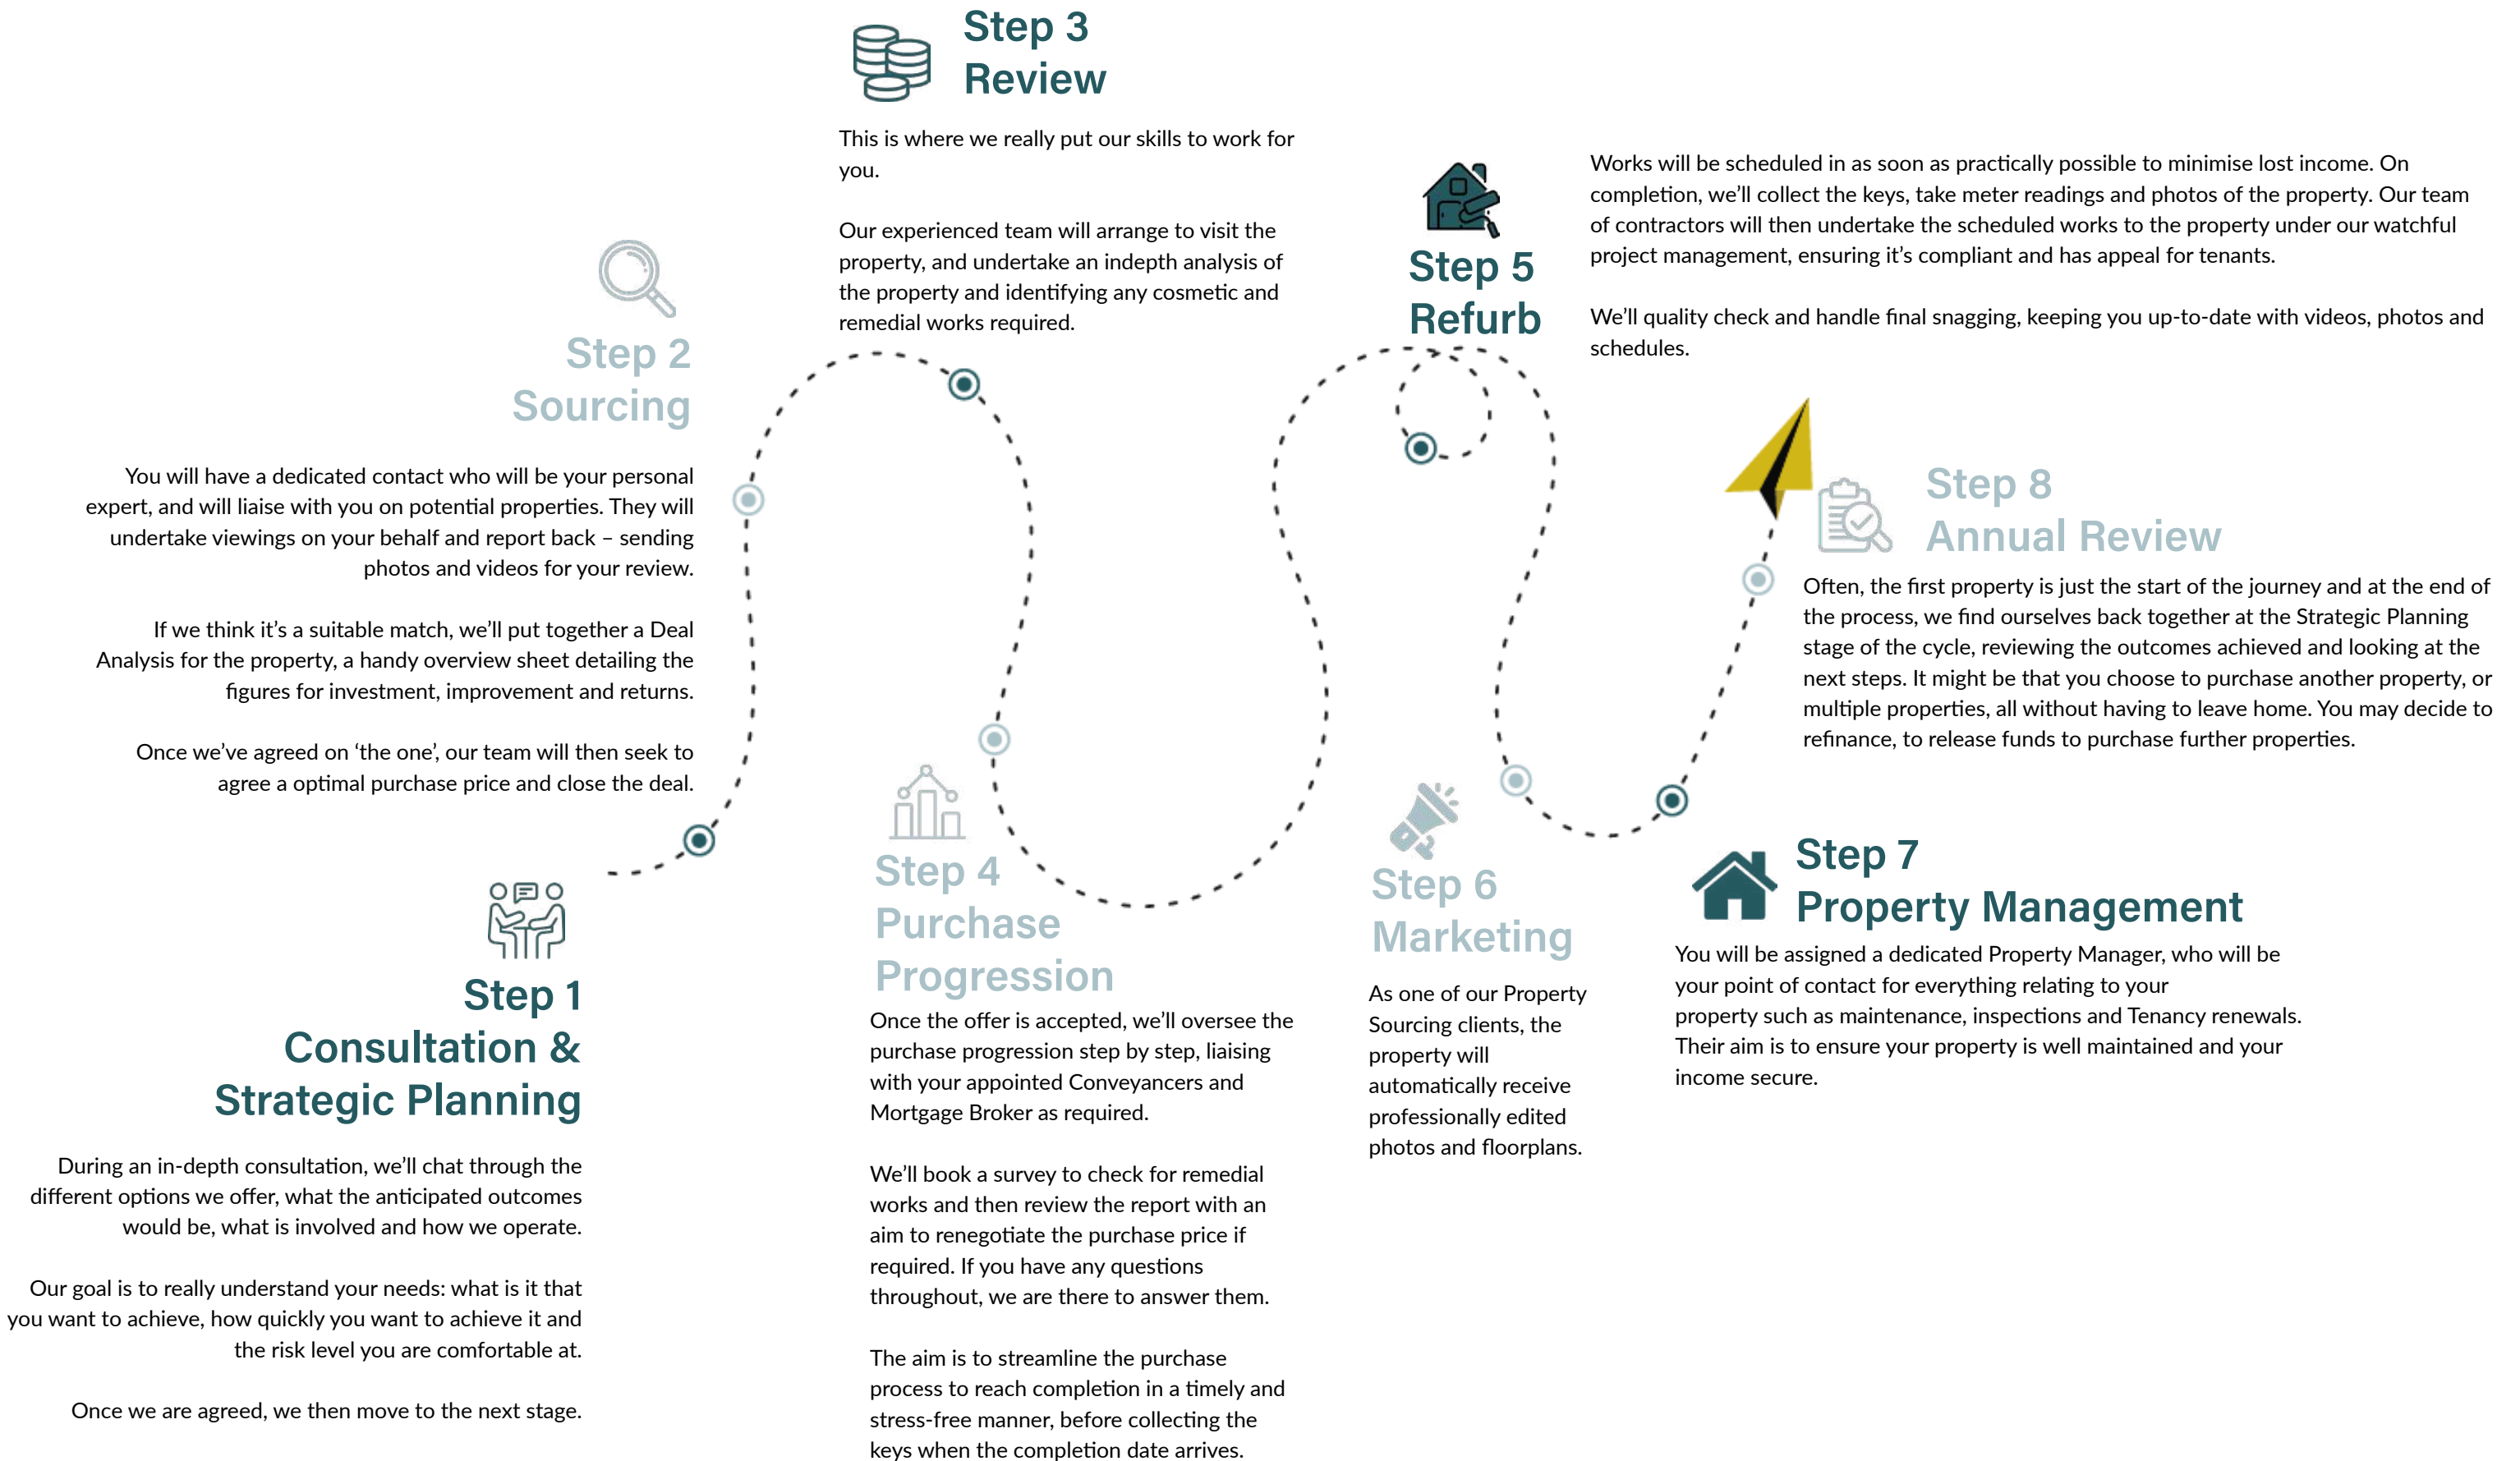 Step 1
Consultation &
Strategic Planning
During an in-depth consultation, we'll chat through the
different options we offer, what the anticipated outcomes
would be, what is involved and how we operate.
Our goal is to really understand your needs: what is it that
you want to achieve, how quickly you want to achieve it and
the risk level you are comfortable at.
Once we are agreed, we then move to the next stage.
Step 2
Sourcing
You will have a dedicated contact who will be your personal
expert, and will liaise with you on potential properties. They will
undertake viewings on your behalf and report back – sending
photos and videos for your review.
If we think it's a suitable match, we'll put together a Deal
Analysis for the property, a handy overview sheet detailing the
figures for investment, improvement and returns.
Once we've agreed on 'the one', our team will then seek to
agree a optimal purchase price and close the deal.
Step 3
Review
This is where we really put our skills to work for
you.
Our experienced team will arrange to visit the
property, and undertake an indepth analysis of
the property and identifying any cosmetic and
remedial works required.
Step 4
Purchase
Progression
Once the offer is accepted, we'll oversee the
purchase progression step by step, liaising
with your appointed Conveyancers and
Mortgage Broker as required.
We'll book a survey to check for remedial
works and then review the report with an
aim to renegotiate the purchase price if
required. If you have any questions
throughout, we are there to answer them.
The aim is to streamline the purchase
process to reach completion in a timely and
stress-free manner, before collecting the
keys when the completion date arrives.
Step 5
Refurb
Works will be scheduled in as soon as practically possible to minimise lost income. On
completion, we'll collect the keys, take meter readings and photos of the property. Our team
of contractors will then undertake the scheduled works to the property under our watchful
project management, ensuring it's compliant and has appeal for tenants.
We'll quality check and handle final snagging, keeping you up-to-date with videos, photos and
schedules.
Step 6
Marketing
As one of our Property
Sourcing clients, the
property will
automatically receive
professionally edited
photos and floorplans.
Step 7
Property Management
You will be assigned a dedicated Property Manager, who will be
your point of contact for everything relating to your
property such as maintenance, inspections and Tenancy renewals.
Their aim is to ensure your property is well maintained and your
income secure.
Step 8
Annual Review
Often, the first property is just the start of the journey and at the end of
the process, we find ourselves back together at the Strategic Planning
stage of the cycle, reviewing the outcomes achieved and looking at the
next steps. It might be that you choose to purchase another property, or
multiple properties, all without having to leave home. You may decide to
refinance, to release funds to purchase further properties.